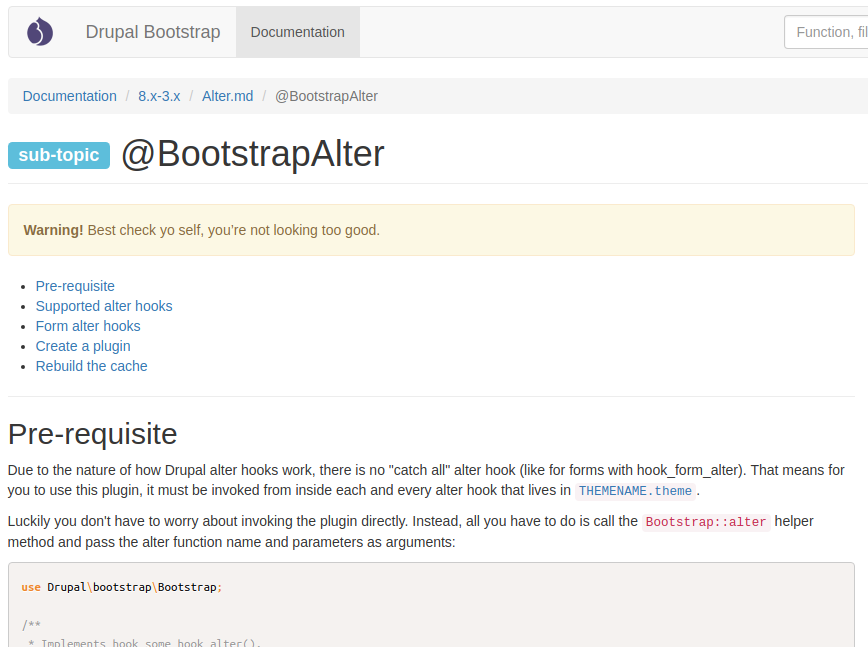 Drupal Bootstrap Documentation Function, fil
Documentation / 8.x-3.x / Alter.md / @BootstrapAlter
sub-topic @BootstrapAlter
Warning! Best check yo self, you're not looking too good.
Pre-requisite
Supported alter hooks
Form alter hooks
Create a plugin
Rebuild the cache
Pre-requisite
Due to the nature of how Drupal alter hooks work, there is no "catch all" alter hook (like for forms with hook_form_alter). That means for
you to use this plugin, it must be invoked from inside each and every alter hook that lives in THEMENAME.theme.
Luckily you don't have to worry about invoking the plugin directly. Instead, all you have to do is call the Bootstrap::alter helper
method and pass the alter function name and parameters as arguments:
use Drupal\bootstrap\Bootstrap;
/**
* Implements hook_some_hook_alter().